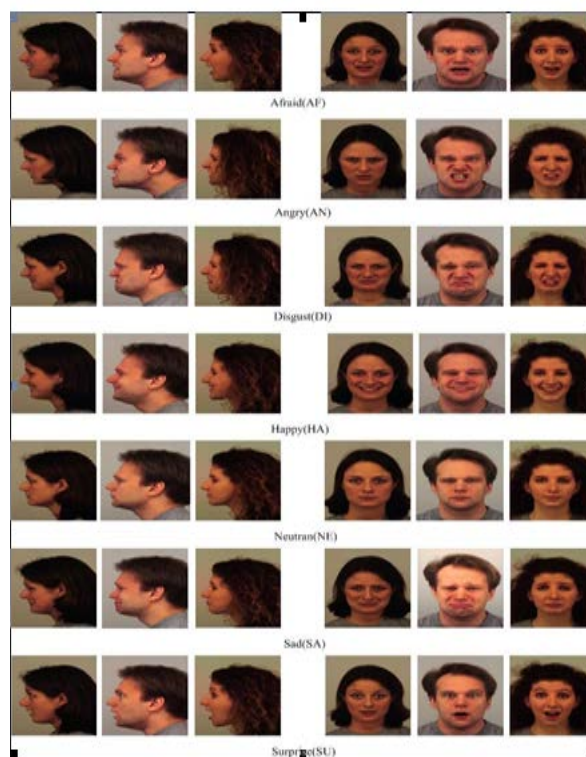 Afraid(AF)
Angry(AN)
Disgust(DI)
Happy(HA)
Neutran(NE)
Sad(SA)
Surprise(SU)